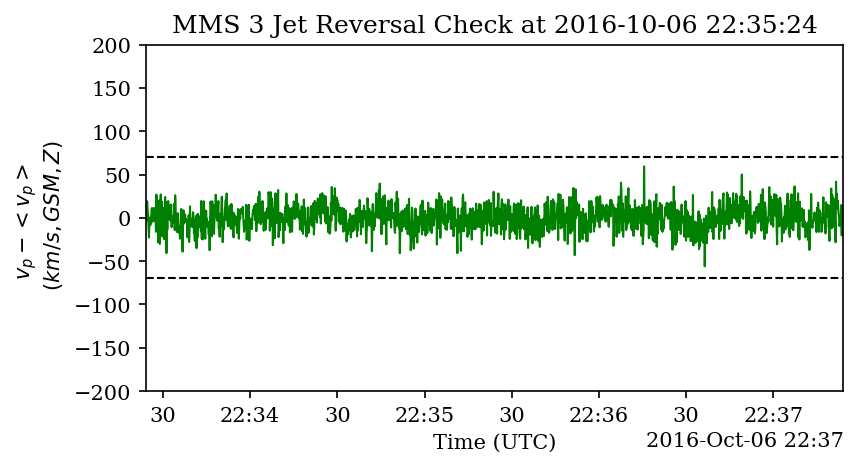 MMS 3 Jet Reversal Check at 2016-10-06 22:35:24
200
150
100
50
0
−50
−100
−150
−200
v_p − < v_p >
(km/s, GSM, Z)
30 22:34 30 22:35 30 22:36 30 22:37
Time (UTC)
2016-Oct-06 22:37